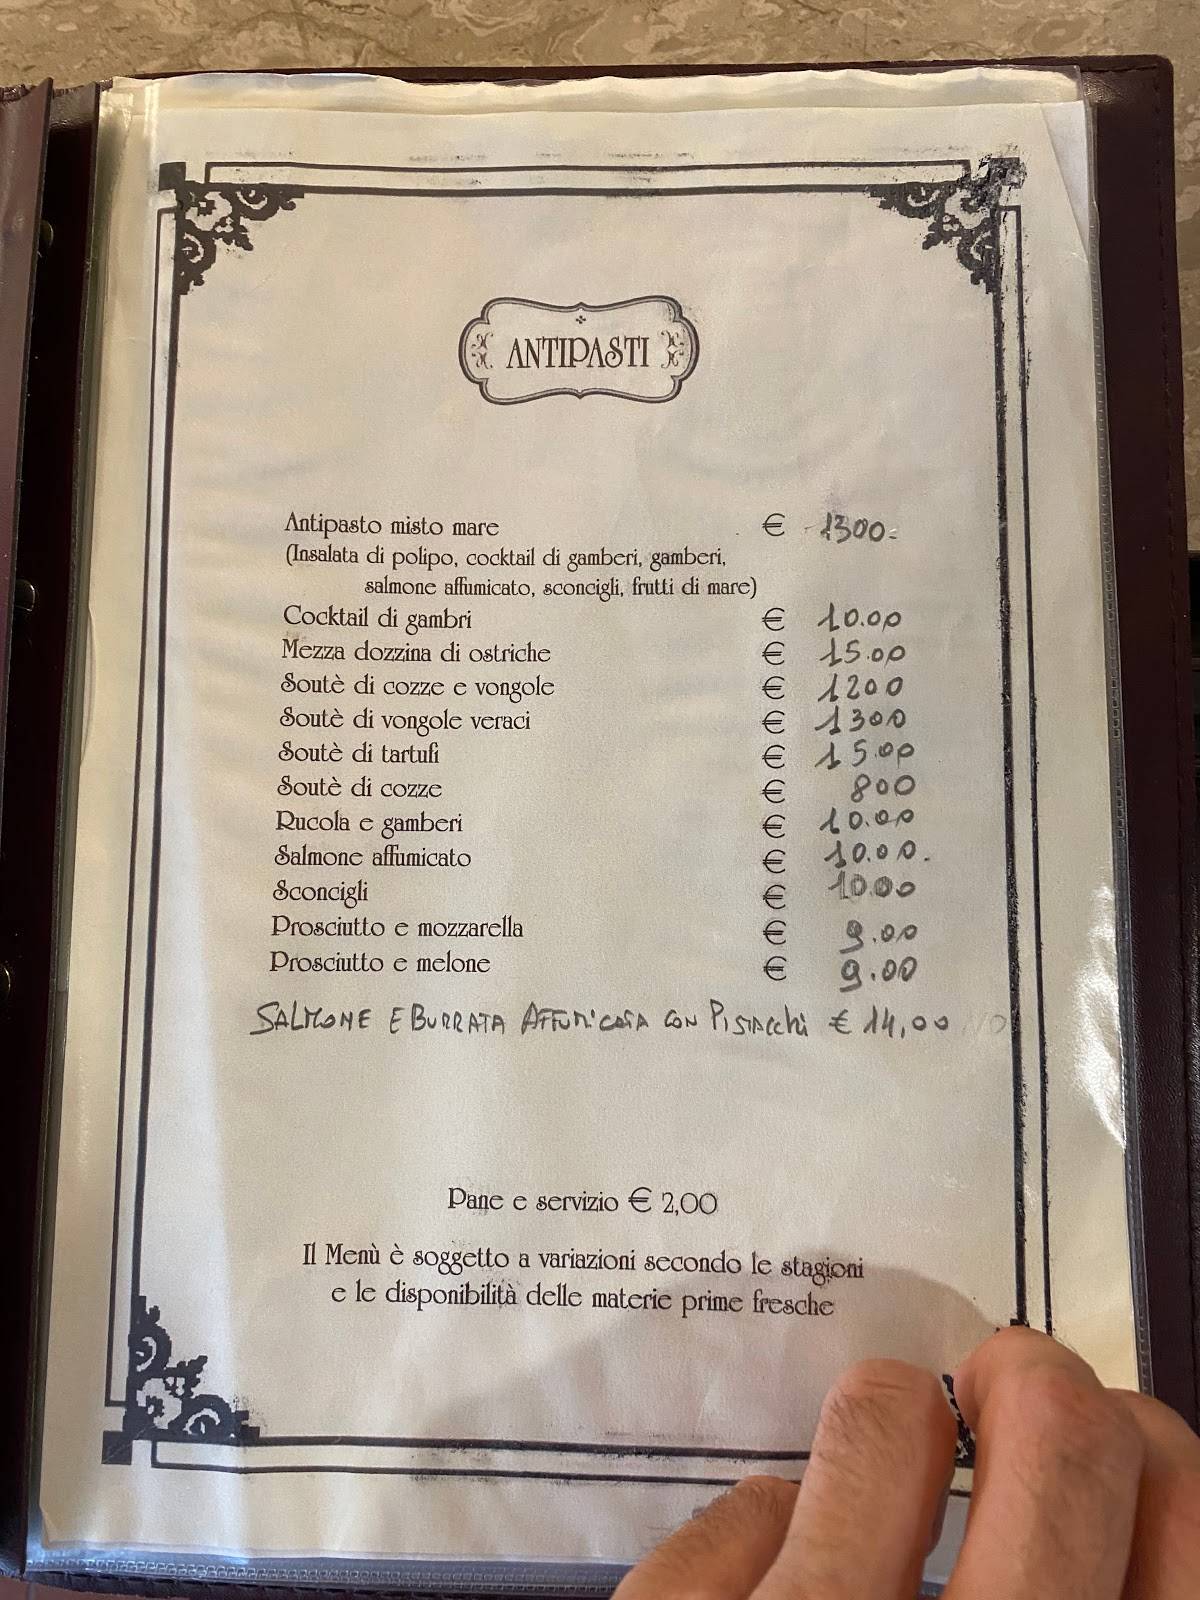 ANTIPASTI
Antipasto misto mare € 1300
(Insalata di polipo, cocktail di gamberi, gamberi,
salmone affumicato, sconcigli, frutti di mare)
Cocktail di gambri € 10.00
Mezza dozzina di ostriche € 15.00
Soutè di cozze e vongole € 1200
Soutè di vongole veraci € 1300
Soutè di tartufi € 15.00
Soutè di cozze € 800
Rucola e gamberi € 10.00
Salmone affumicato € 10.00.
Sconcigli € 10.00
Prosciutto e mozzarella € 9.00
Prosciutto e melone € 9.00
SALMONE E BURRATA AFFUMICATA CON PISTACCHI € 14,00 NO
Pane e servizio € 2,00
Il Menù è soggetto a variazioni secondo le stagioni
e le disponibilità delle materie prime fresche